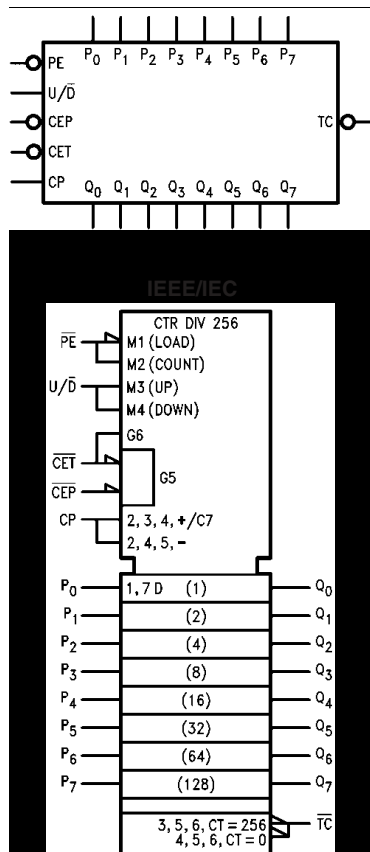 P0 P1 P2 P3 P4 P5 P6 P7
PE
U/D̅
CEP
TC
CET
CP
Q0 Q1 Q2 Q3 Q4 Q5 Q6 Q7
IEEE/IEC
CTR DIV 256
P̅E̅ M1 (LOAD)
M2 (COUNT)
U/D̅ M3 (UP)
M4 (DOWN)
G6
C̅E̅T̅
G5
C̅E̅P̅
CP 2, 3, 4, +/C7
2, 4, 5, −
P0 1, 7 D (1) Q0
P1 (2) Q1
P2 (4) Q2
P3 (8) Q3
P4 (16) Q4
P5 (32) Q5
P6 (64) Q6
P7 (128) Q7
3, 5, 6, CT = 256 T̅C̅
4, 5, 6, CT = 0